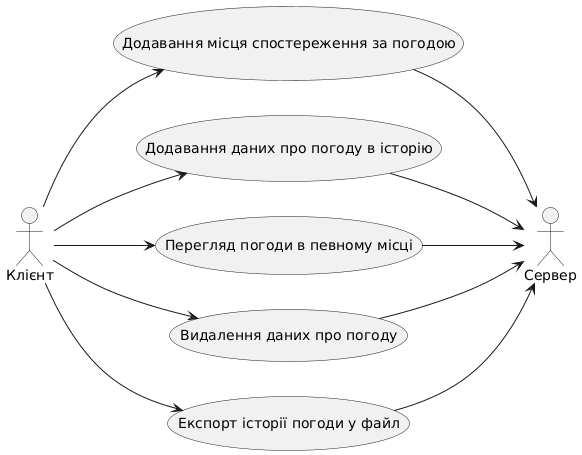 Додавання місця спостереження за погодою
Додавання даних про погоду в історію
Перегляд погоди в певному місці
Клієнт
Сервер
Видалення даних про погоду
Експорт історії погоди у файл